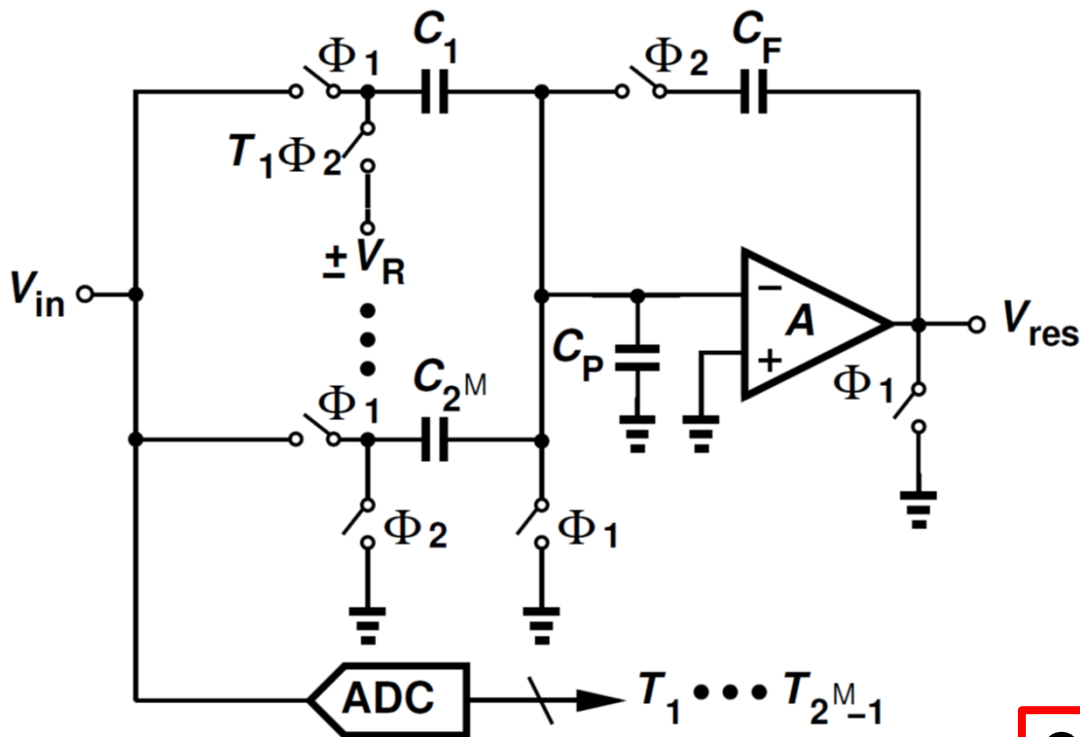 Φ1 C1 Φ2 CF
T1Φ2
± VR
Vin
− A + Vres
CP
Φ1 C2M
Φ1
Φ2 Φ1
ADC T1 ••• T2M−1